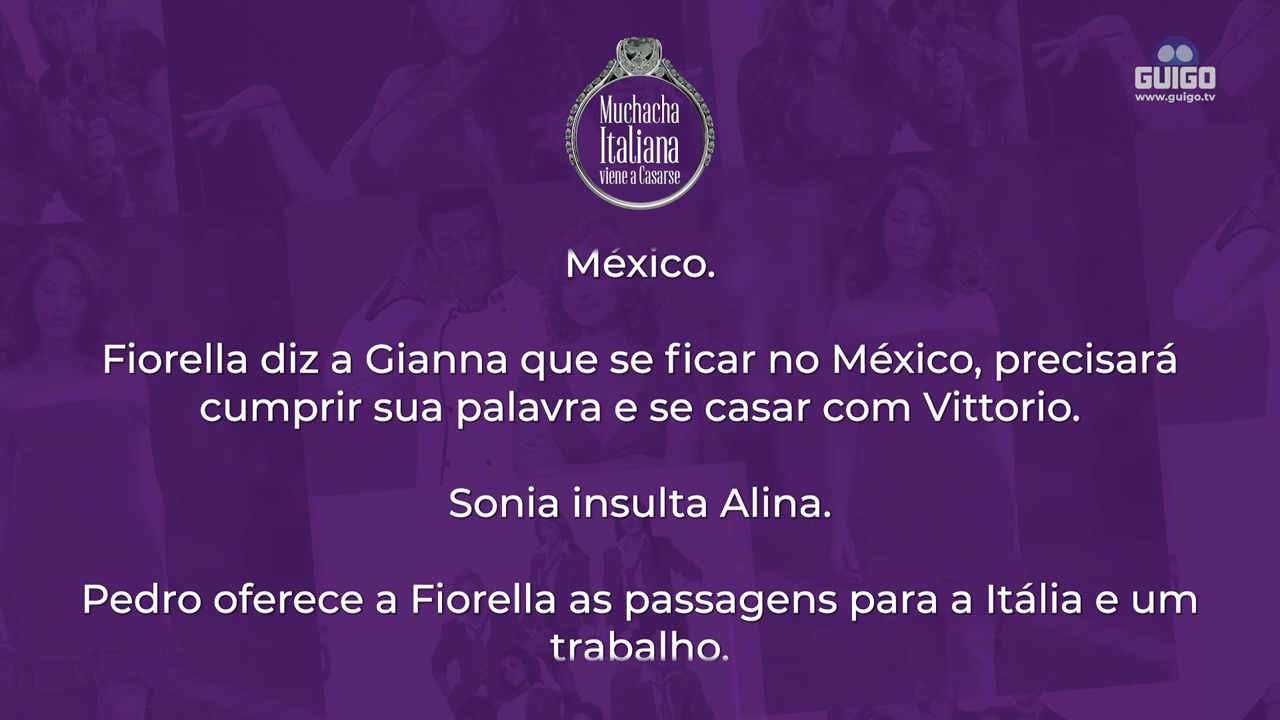 GUIGO
www.guigo.tv
Muchacha
Italiana
viene a Casarse
México.
Fiorella diz a Gianna que se ficar no México, precisará
cumprir sua palavra e se casar com Vittorio.
Sonia insulta Alina.
Pedro oferece a Fiorella as passagens para a Itália e um
trabalho.